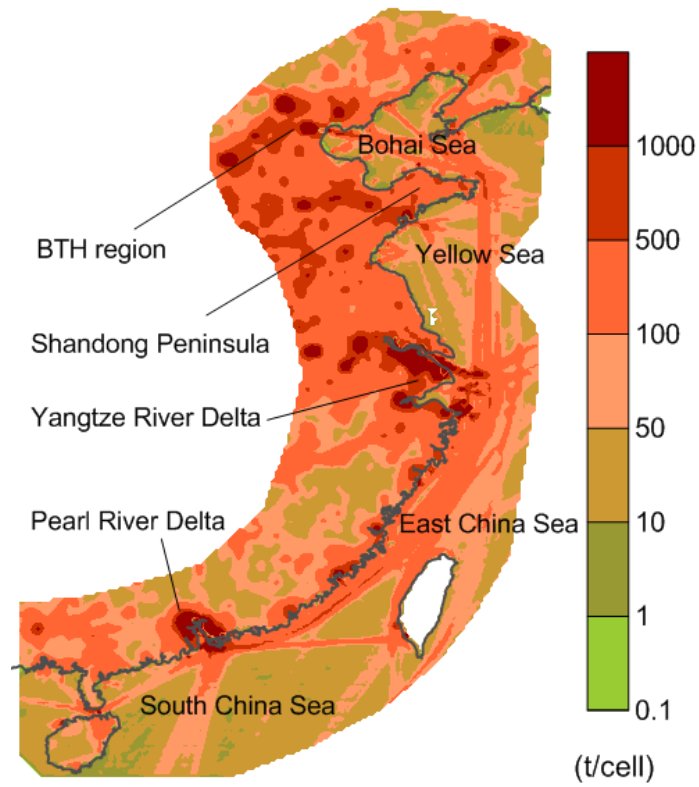 Bohai Sea
BTH region
Yellow Sea
Shandong Peninsula
Yangtze River Delta
Pearl River Delta
East China Sea
South China Sea
1000
500
100
50
10
1
0.1
(t/cell)